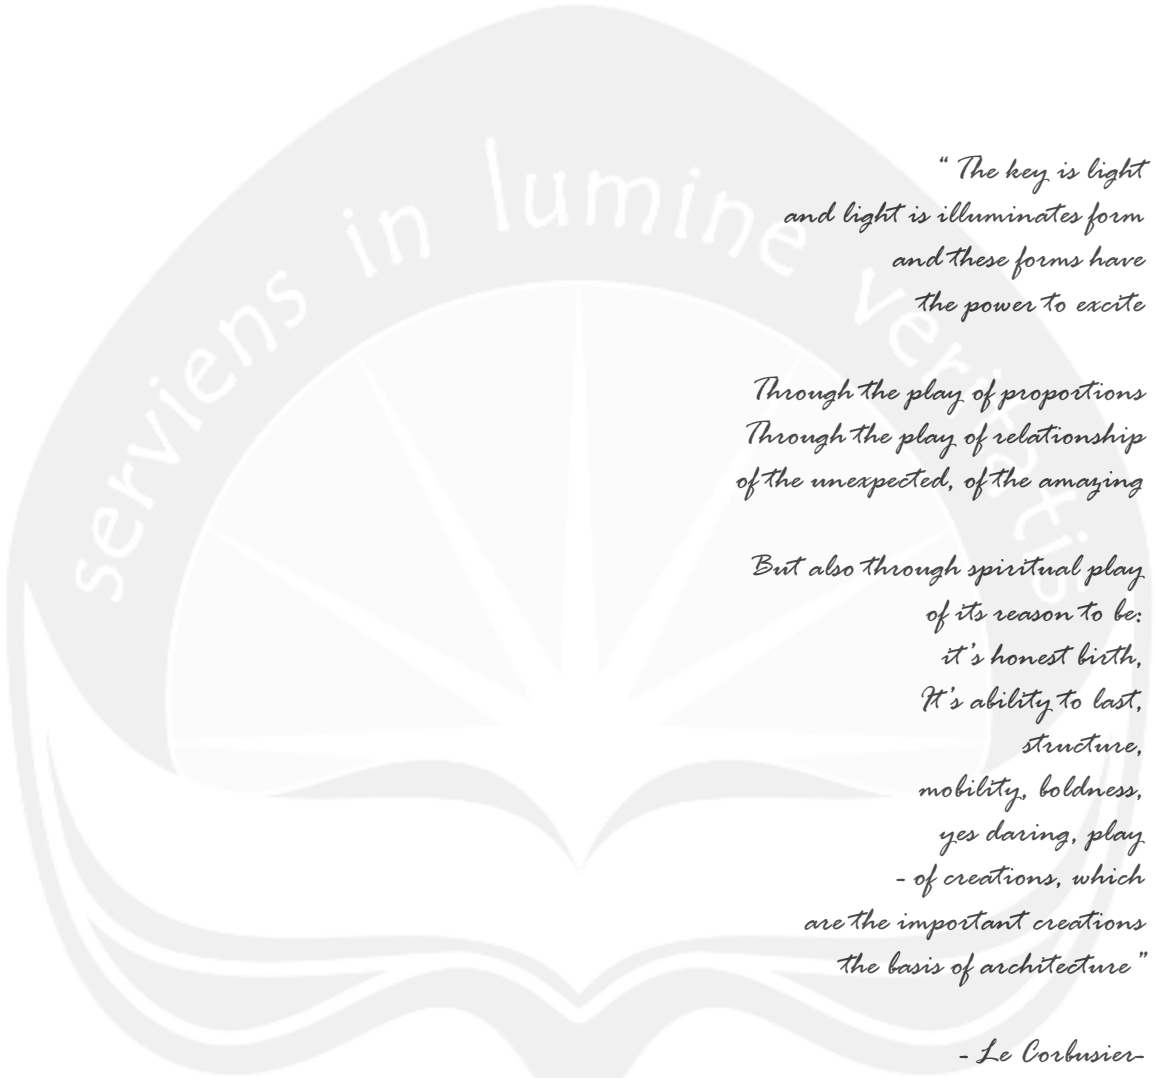 serviens in lumine veritatis
“ The key is light
and light is illuminates form
and these forms have
the power to excite
Through the play of proportions
Through the play of relationship
of the unexpected, of the amazing
But also through spiritual play
of its reason to be:
it’s honest birth,
It’s ability to last,
structure,
mobility, boldness,
yes daring, play
- of creations, which
are the important creations
the basis of architecture ”
- Le Corbusier-